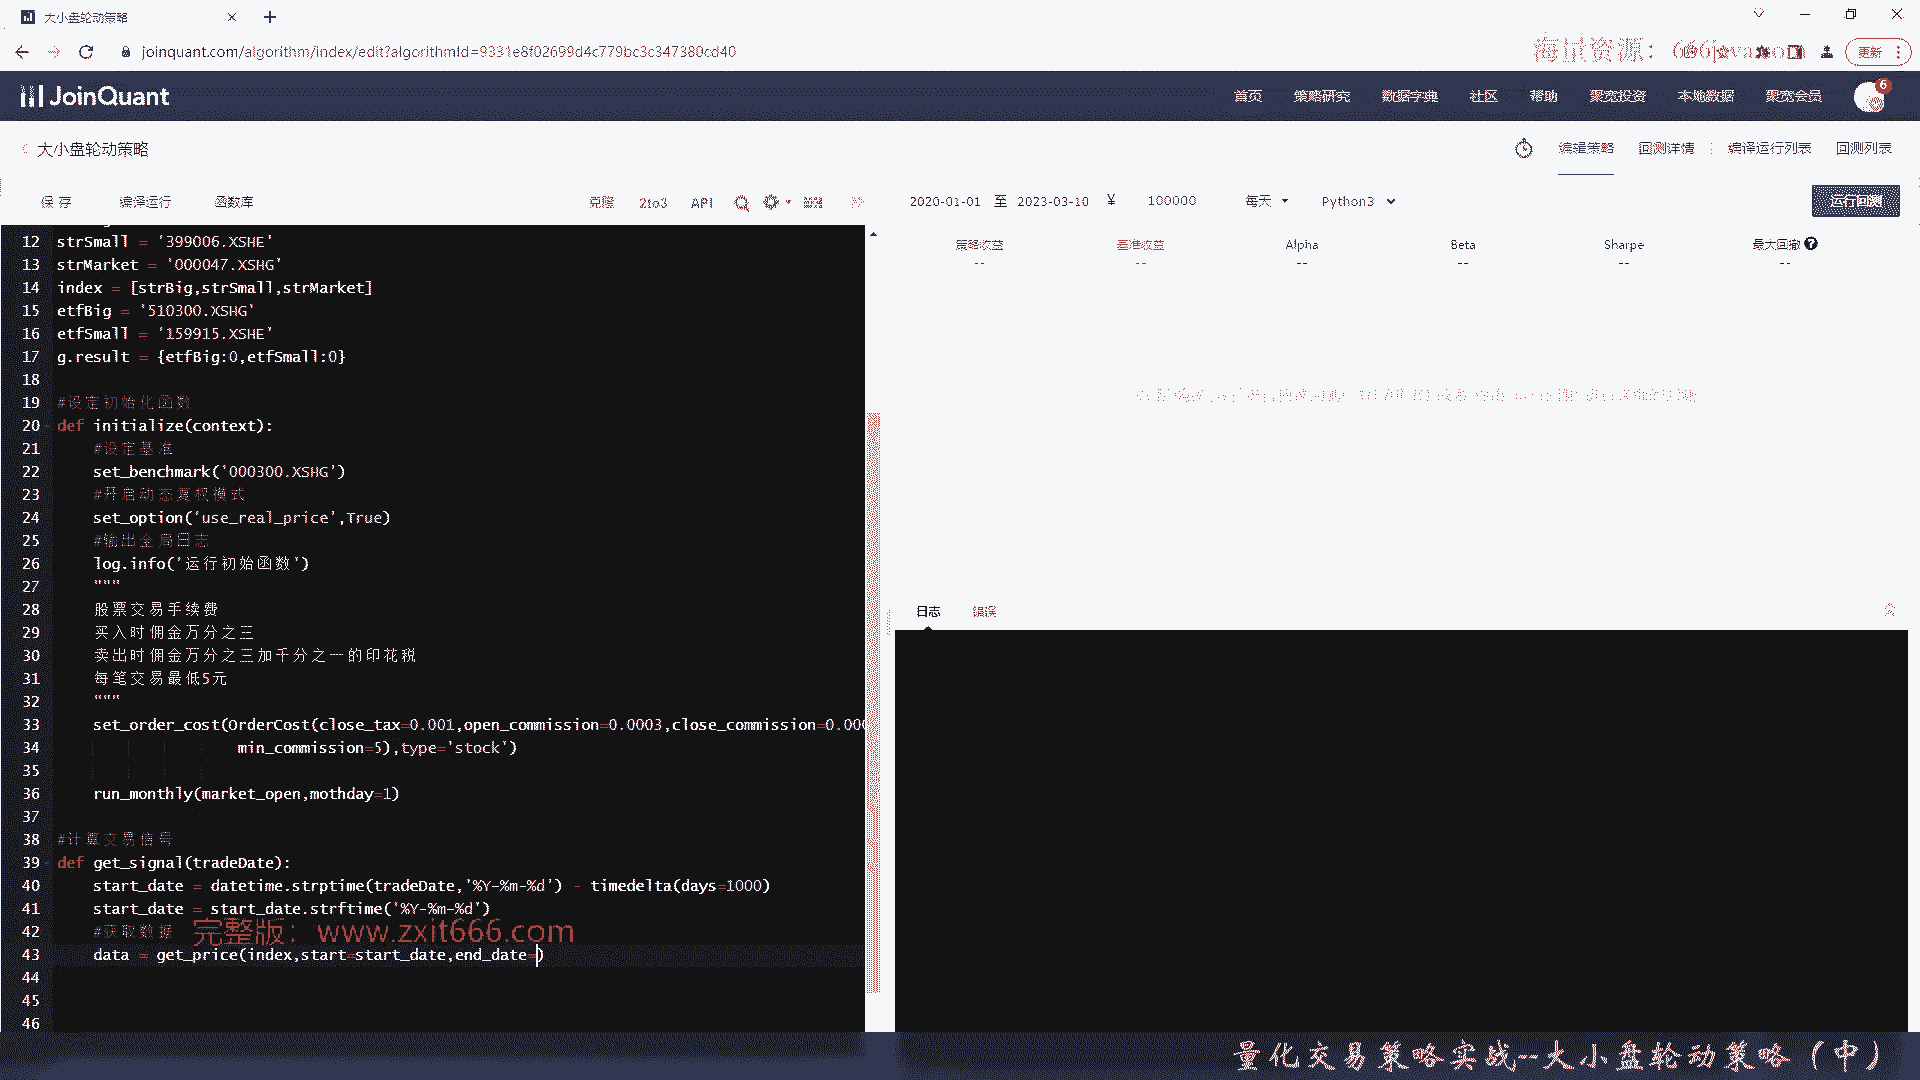 大小盘轮动策略
joinquant.com/algorithm/index/edit?algorithmId=9331e8f02699d4c779bc3c347380cd40
海量资源：
更新
JoinQuant
首页 策略研究 数据字典 社区 帮助 聚宽投资 本地数据 聚宽会员
6
大小盘轮动策略
编辑策略 回测详情 编译运行列表 回测列表
保存 编译运行 函数库 克隆 2to3 API
2020-01-01 至 2023-03-10 ¥ 100000 每天 Python3 运行回测
策略收益 基准收益 Alpha Beta Sharpe 最大回撤
-- -- -- -- -- --
12 strSmall = '399006.XSHE'
13 strMarket = '000047.XSHG'
14 index = [strBig,strSmall,strMarket]
15 etfBig = '510300.XSHG'
16 etfSmall = '159915.XSHE'
17 g.result = {etfBig:0,etfSmall:0}
18
19 #设定初始化函数
20 def initialize(context):
21 #设定基准
22 set_benchmark('000300.XSHG')
23 #开启动态复权模式
24 set_option('use_real_price',True)
25 #输出全局日志
26 log.info('运行初始函数')
27 """
28 股票交易手续费
29 买入时佣金万分之三
30 卖出时佣金万分之三加千分之一的印花税
31 每笔交易最低5元
32 """
33 set_order_cost(OrderCost(close_tax=0.001,open_commission=0.0003,close_commission=0.000
34 min_commission=5),type='stock')
35
36 run_monthly(market_open,mothday=1)
37
38 #计算交易信号
39 def get_signal(tradeDate):
40 start_date = datetime.strptime(tradeDate,'%Y-%m-%d') - timedelta(days=1000)
41 start_date = start_date.strftime('%Y-%m-%d')
42 #获取数据
完整版：www.zxit666.com
43 data = get_price(index,start=start_date,end_date=)
44
45
46
日志 错误
量化交易策略实战--大小盘轮动策略（中）